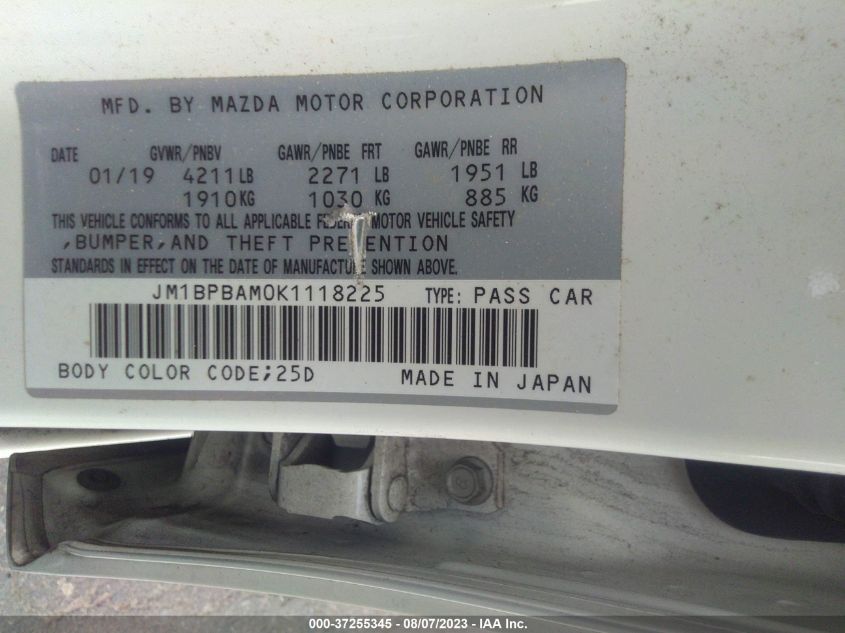 MFD. BY MAZDA MOTOR CORPORATION
DATE GVWR/PNBV GAWR/PNBE FRT GAWR/PNBE RR
01/19 4211LB 2271 LB 1951 LB
1910KG 1030 KG 885 KG
THIS VEHICLE CONFORMS TO ALL APPLICABLE MOTOR VEHICLE SAFETY
,BUMPER,AND THEFT PREVENTION
STANDARDS IN EFFECT ON THE DATE OF MANUFACTURE SHOWN ABOVE.
JM1BPBAM0K1118225 TYPE: PASS CAR
BODY COLOR CODE;25D MADE IN JAPAN
000-37255345 - 08/07/2023 - IAA Inc.